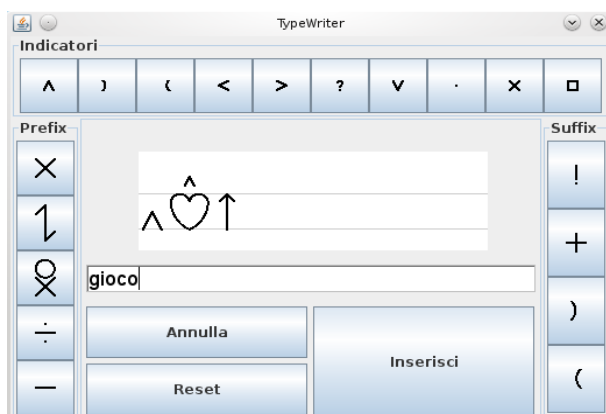 TypeWriter
Indicatori
^ ) ( < > ? v · × □
Prefix
Suffix
×
!
+
÷
)
—
(
^ ♡ ↑
gioco
Annulla
Inserisci
Reset